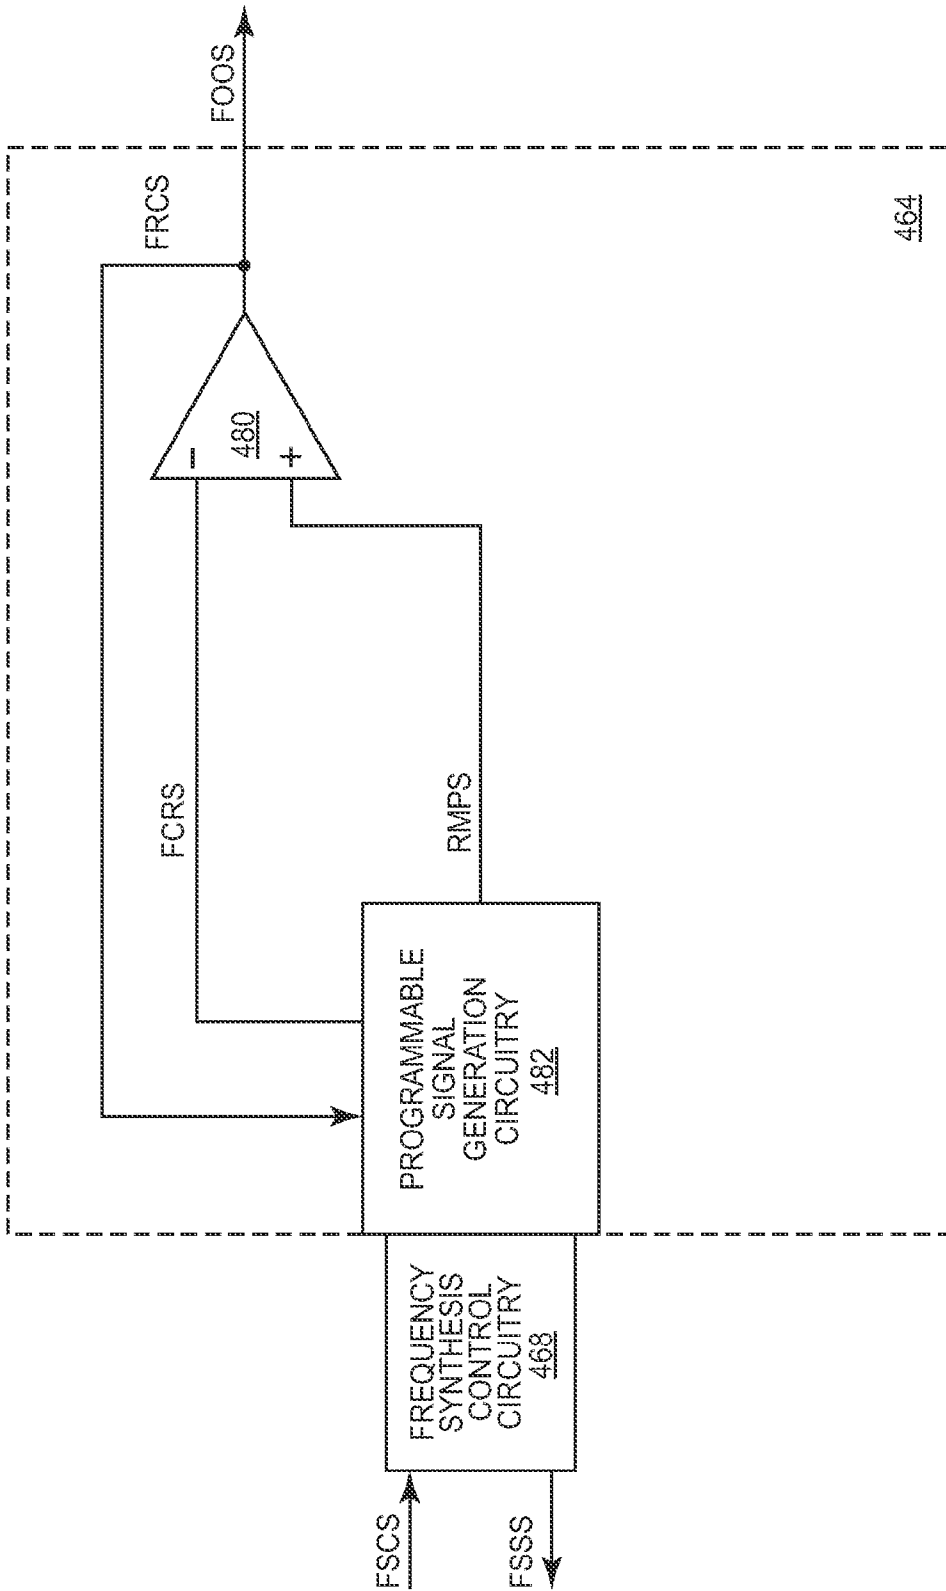 FSCS
FSSS
FREQUENCY
SYNTHESIS
CONTROL
CIRCUITRY
468
PROGRAMMABLE
SIGNAL
GENERATION
CIRCUITRY
482
FCRS
RMPS
-
+
480
FRCS
FOOS
464